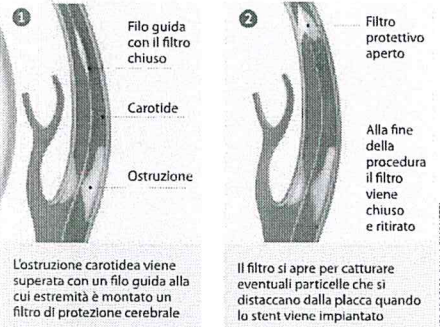 1
Filo guida
con il filtro
chiuso
Carotide
Ostruzione
L'ostruzione carotidea viene
superata con un filo guida alla
cui estremità è montato un
filtro di protezione cerebrale
2
Filtro
protettivo
aperto
Alla fine
della
procedura
il filtro
viene
chiuso
e ritirato
Il filtro si apre per catturare
eventuali particelle che si
distaccano dalla placca quando
lo stent viene impiantato